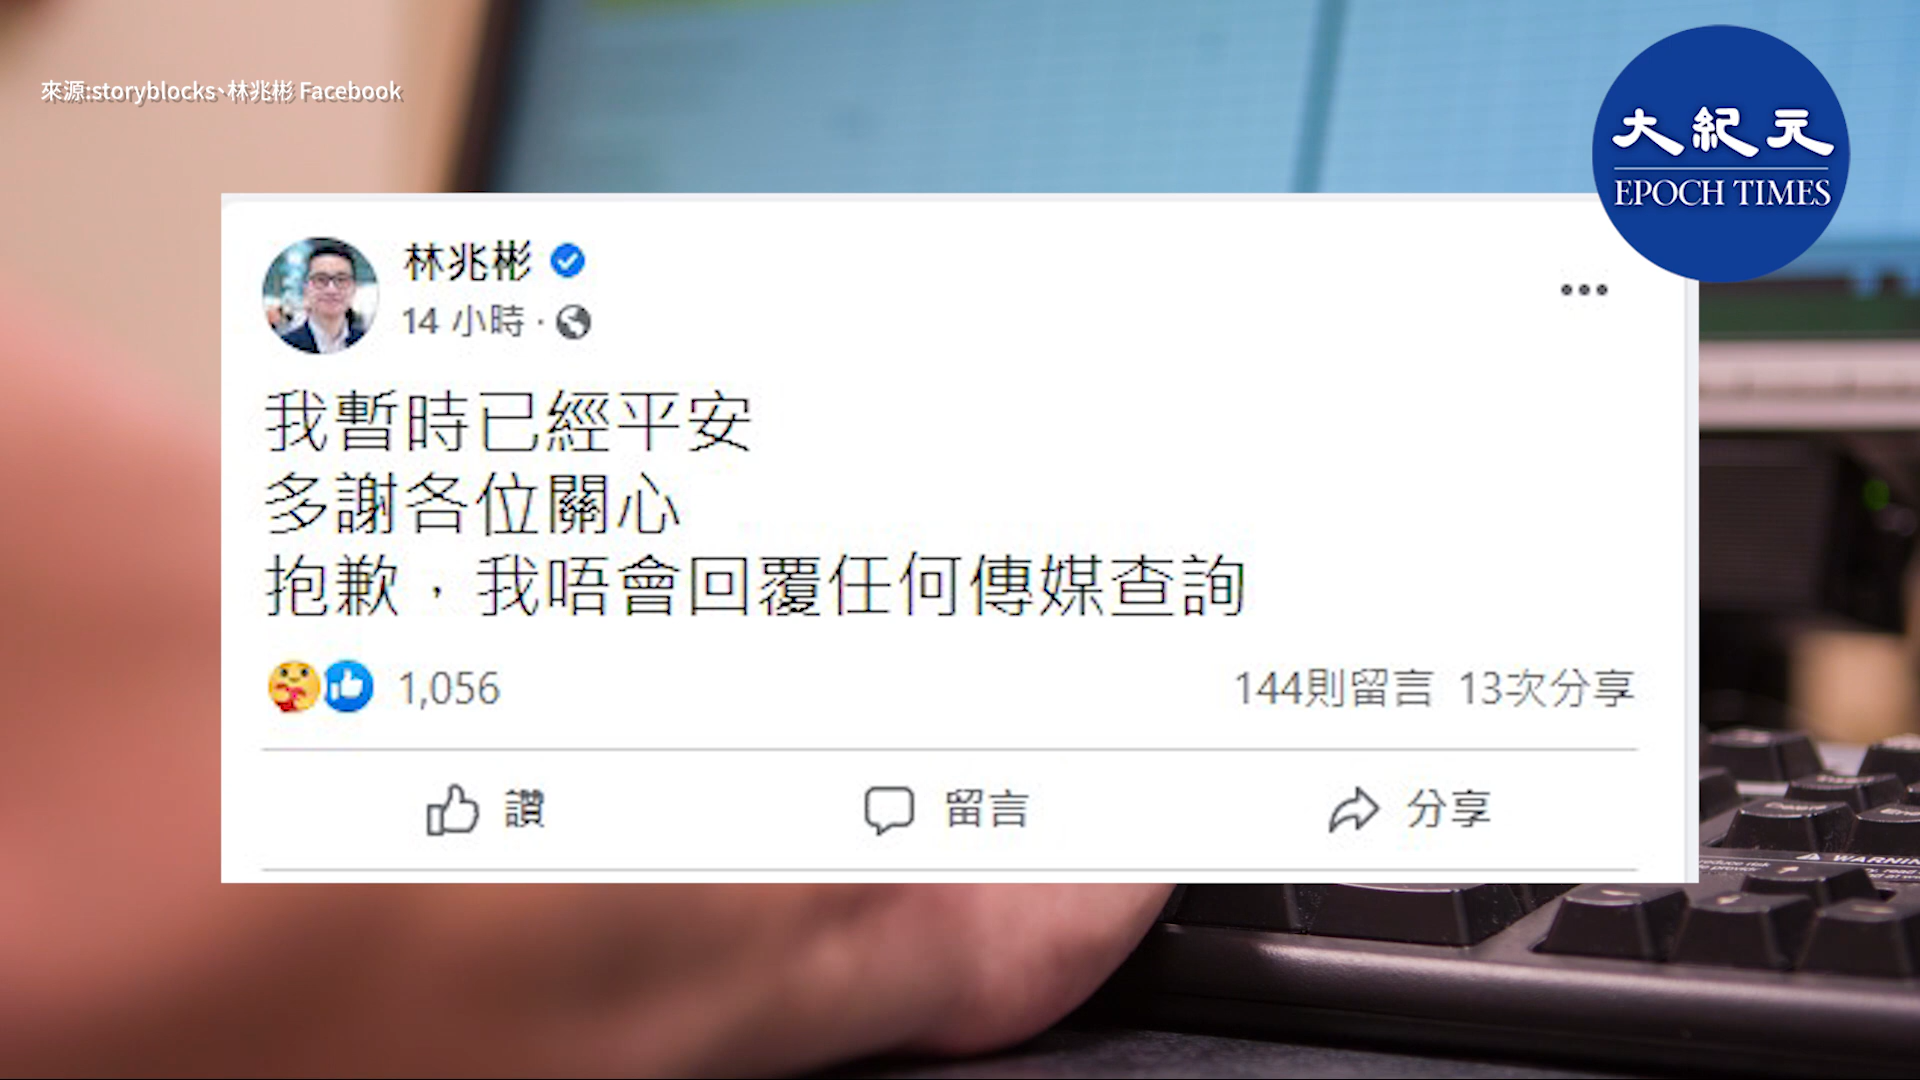 來源:storyblocks、林兆彬 Facebook
大紀元
EPOCH TIMES
林兆彬
14 小時 ·
我暫時已經平安
多謝各位關心
抱歉，我唔會回覆任何傳媒查詢
1,056
144則留言 13次分享
讚 留言 分享
WARNIN